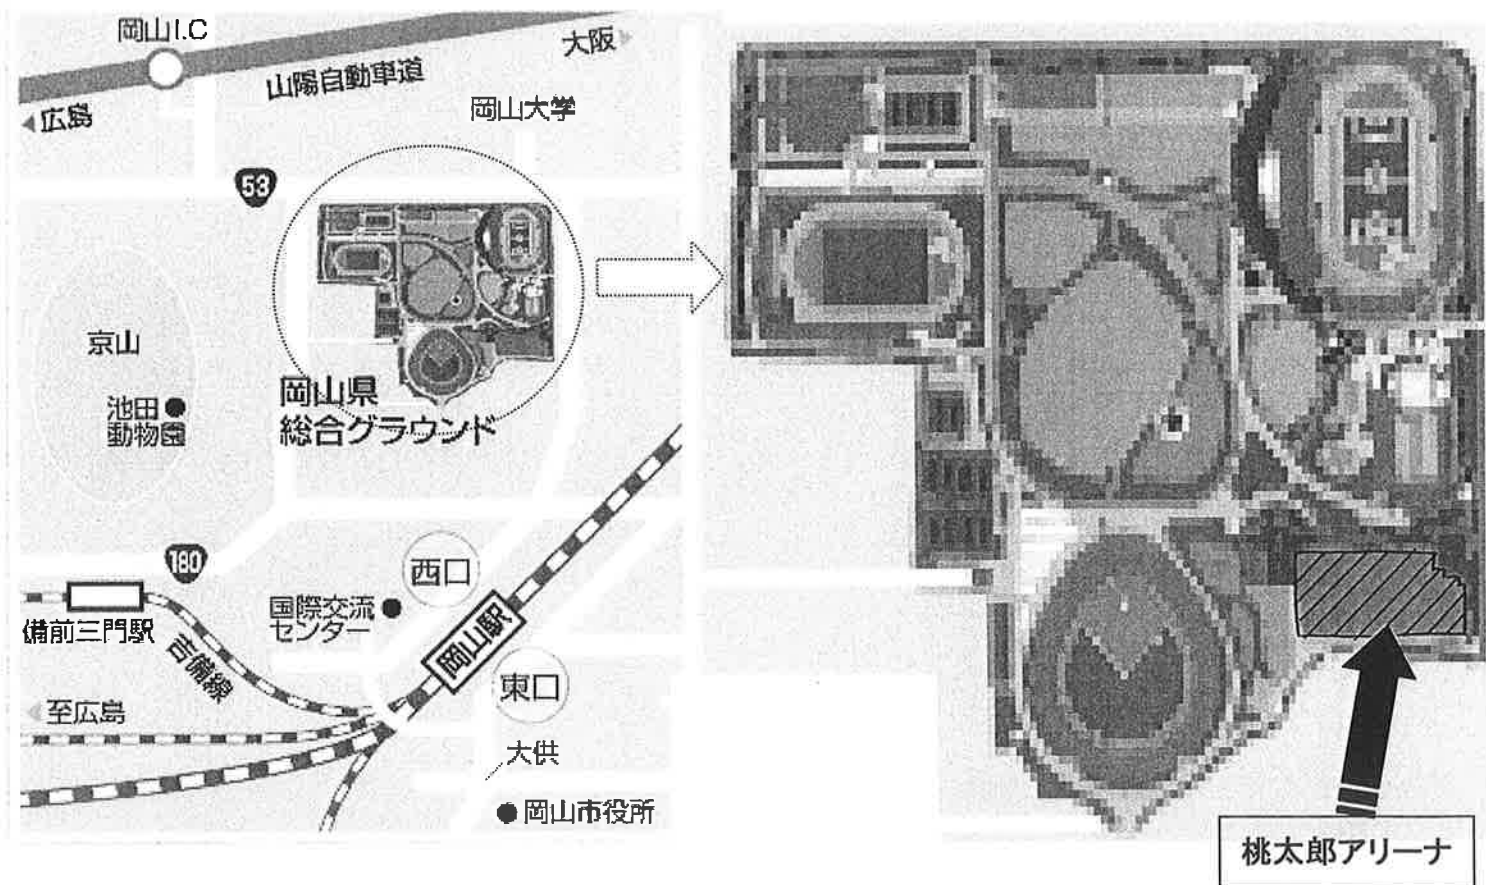 岡山I.C
大阪
山陽自動車道
広島
岡山大学
53
京山
池田
動物園
岡山県
総合グラウンド
180
西口
備前三門駅
国際交流
センター
岡山駅
吉備線
東口
至広島
大供
岡山市役所
桃太郎アリーナ